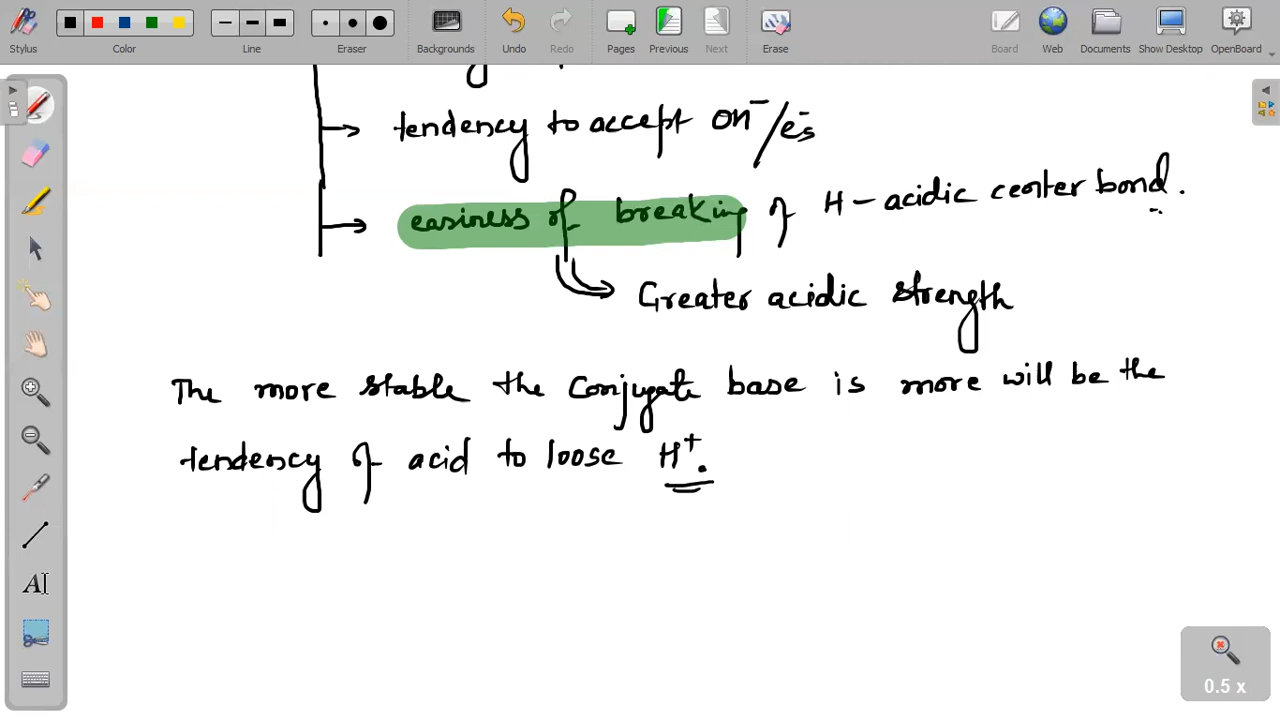 Stylus Color Line Eraser Backgrounds Undo Redo Pages Previous Next Erase Board Web Documents Show Desktop OpenBoard
tendency to accept OH⁻/e⁻s
easiness of breaking of H - acidic center bond.
Greater acidic strength
The more stable the conjugate base is more will be the
tendency of acid to loose H⁺.
AI
0.5 x